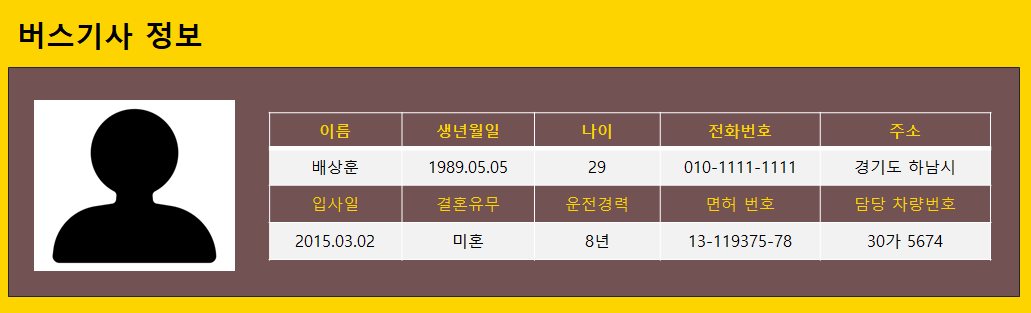 버스기사 정보
이름 생년월일 나이 전화번호 주소
배상훈 1989.05.05 29 010-1111-1111 경기도 하남시
입사일 결혼유무 운전경력 면허 번호 담당 차량번호
2015.03.02 미혼 8년 13-119375-78 30가 5674